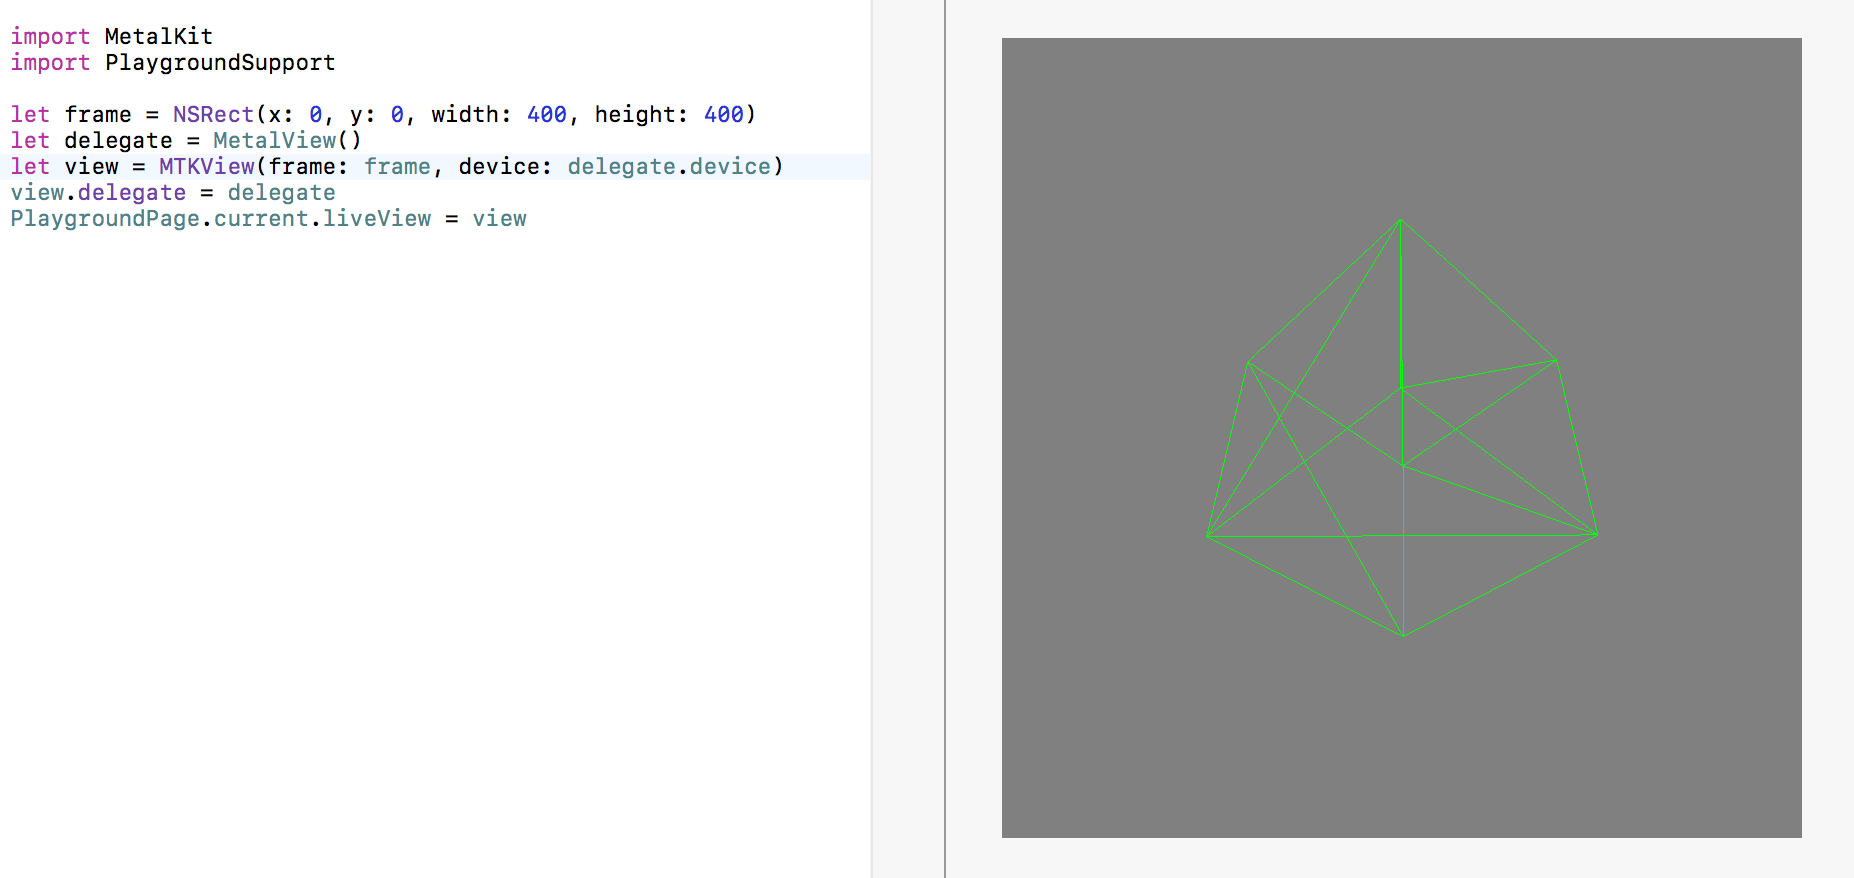 import MetalKit
import PlaygroundSupport
let frame = NSRect(x: 0, y: 0, width: 400, height: 400)
let delegate = MetalView()
let view = MTKView(frame: frame, device: delegate.device)
view.delegate = delegate
PlaygroundPage.current.liveView = view